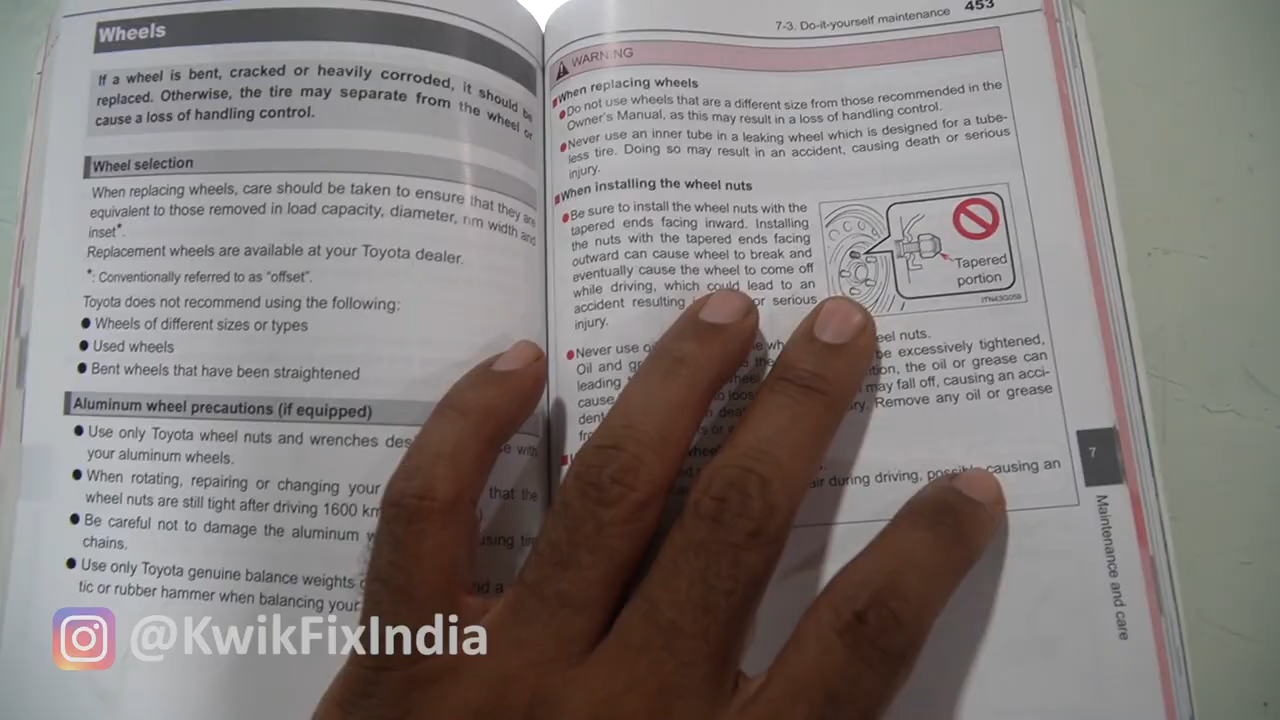 Wheels
If a wheel is bent, cracked or heavily corroded, it should be
replaced. Otherwise, the tire may separate from the wheel or
cause a loss of handling control.
Wheel selection
When replacing wheels, care should be taken to ensure that they are
equivalent to those removed in load capacity, diameter, rim width and
inset*.
Replacement wheels are available at your Toyota dealer.
*: Conventionally referred to as “offset”.
Toyota does not recommend using the following:
● Wheels of different sizes or types
● Used wheels
● Bent wheels that have been straightened
Aluminum wheel precautions (if equipped)
● Use only Toyota wheel nuts and wrenches with
your aluminum wheels.
● When rotating, repairing or changing your that the
wheel nuts are still tight after driving 1600
● Be careful not to damage the aluminum using
chains.
● Use only Toyota genuine balance weights
tic or rubber hammer when balancing your
7-3. Do-it-yourself maintenance 453
WARNING
■When replacing wheels
●Do not use wheels that are a different size from those recommended in the
Owner's Manual, as this may result in a loss of handling control.
●Never use an inner tube in a leaking wheel which is designed for a tube-
less tire. Doing so may result in an accident, causing death or serious
injury.
■When installing the wheel nuts
●Be sure to install the wheel nuts with the
tapered ends facing inward. Installing
the nuts with the tapered ends facing
outward can cause wheel to break and
eventually cause the wheel to come off
while driving, which could lead to an
accident resulting or serious
injury.
Tapered
portion
ITN43G059
●Never use nuts.
Oil and be excessively tightened,
leading the oil or grease can
cause may fall off, causing an acci-
Remove any oil or grease
during driving, possibly causing an
7
Maintenance and care
@KwikFixIndia